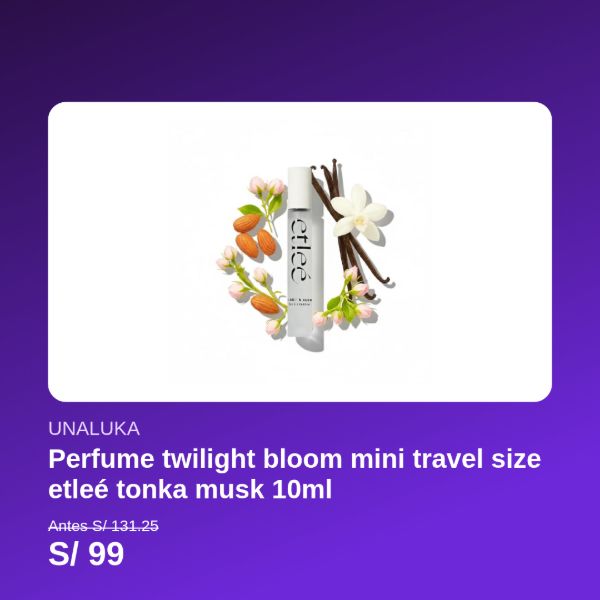 etleé
UNALUKA
Perfume twilight bloom mini travel size
etleé tonka musk 10ml
Antes S/ 131.25
S/ 99